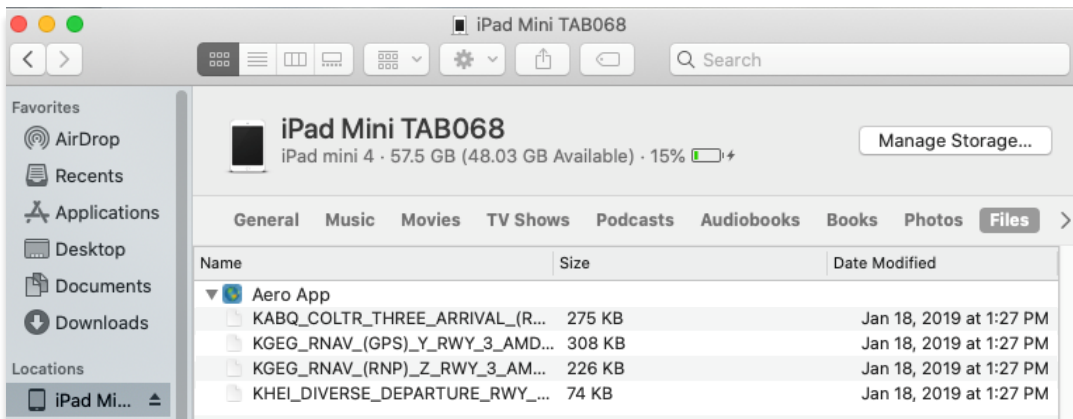 iPad Mini TAB068
Search
Favorites
AirDrop
Recents
Applications
Desktop
Documents
Downloads
Locations
iPad Mi...
iPad Mini TAB068
iPad mini 4 · 57.5 GB (48.03 GB Available) · 15%
Manage Storage...
General Music Movies TV Shows Podcasts Audiobooks Books Photos Files
Name Size Date Modified
Aero App
KABQ_COLTR_THREE_ARRIVAL_(R... 275 KB Jan 18, 2019 at 1:27 PM
KGEG_RNAV_(GPS)_Y_RWY_3_AMD... 308 KB Jan 18, 2019 at 1:27 PM
KGEG_RNAV_(RNP)_Z_RWY_3_AM... 226 KB Jan 18, 2019 at 1:27 PM
KHEI_DIVERSE_DEPARTURE_RWY_... 74 KB Jan 18, 2019 at 1:27 PM